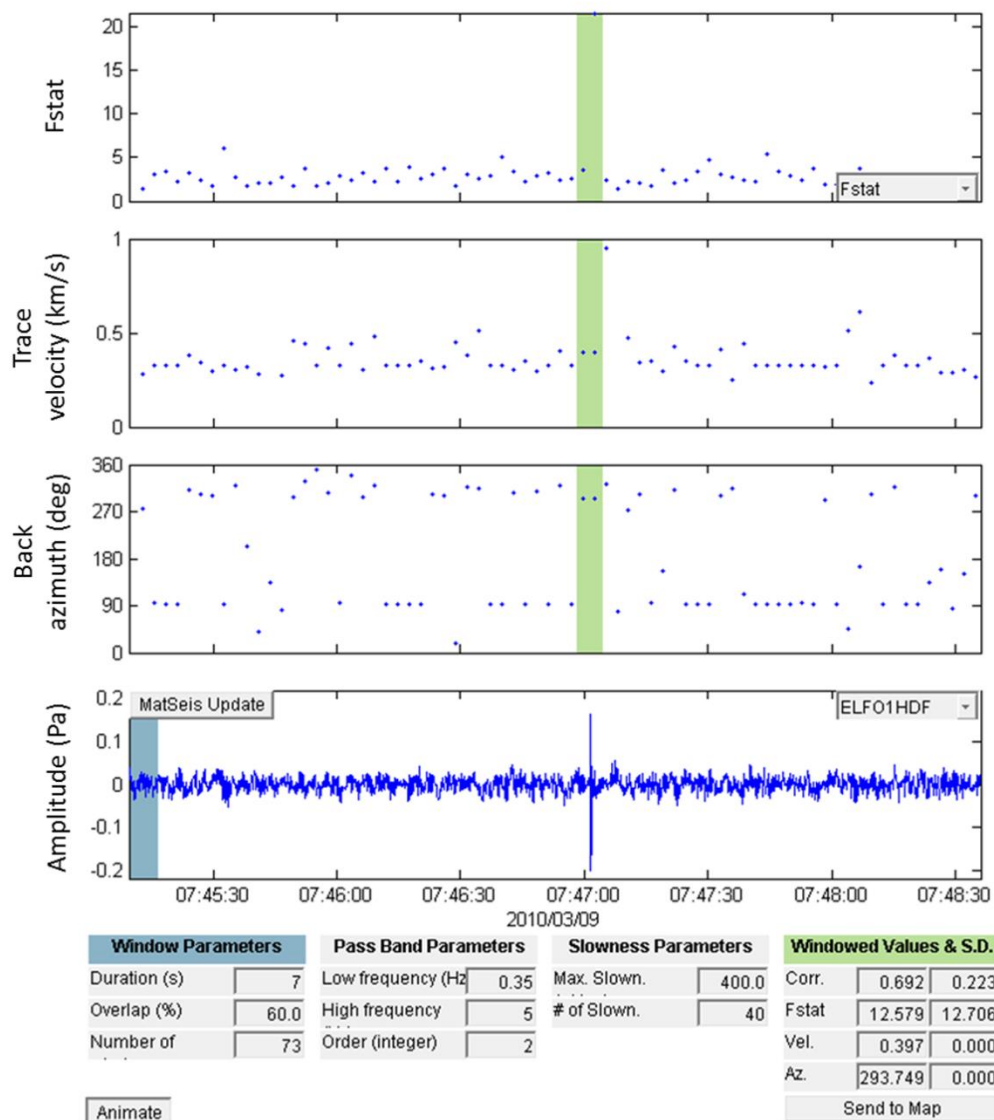 20
15
10
5
0
Fstat
Fstat
1
0.5
0
Trace
velocity (km/s)
360
270
180
90
0
Back
azimuth (deg)
MatSeis Update
ELFO1HDF
0.2
0.1
0
-0.1
-0.2
Amplitude (Pa)
07:45:30 07:46:00 07:46:30 07:47:00 07:47:30 07:48:00 07:48:30
2010/03/09
Window Parameters Pass Band Parameters Slowness Parameters Windowed Values & S.D.
Duration (s) 7 Low frequency (Hz 0.35 Max. Slown. 400.0 Corr. 0.692 0.223
Overlap (%) 60.0 High frequency 5 # of Slown. 40 Fstat 12.579 12.706
Number of 73 Order (integer) 2 Vel. 0.397 0.000
Az. 293.749 0.000
Animate Send to Map